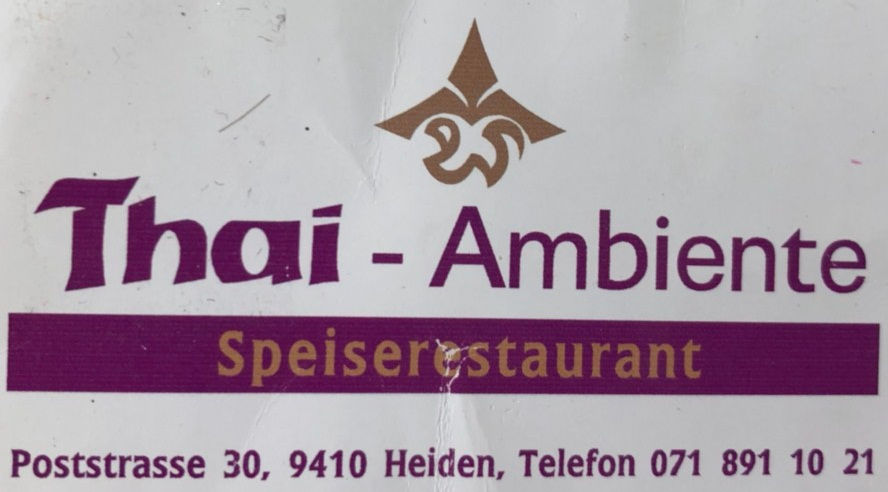 Thai - Ambiente
Speiserestaurant
Poststrasse 30, 9410 Heiden, Telefon 071 891 10 21